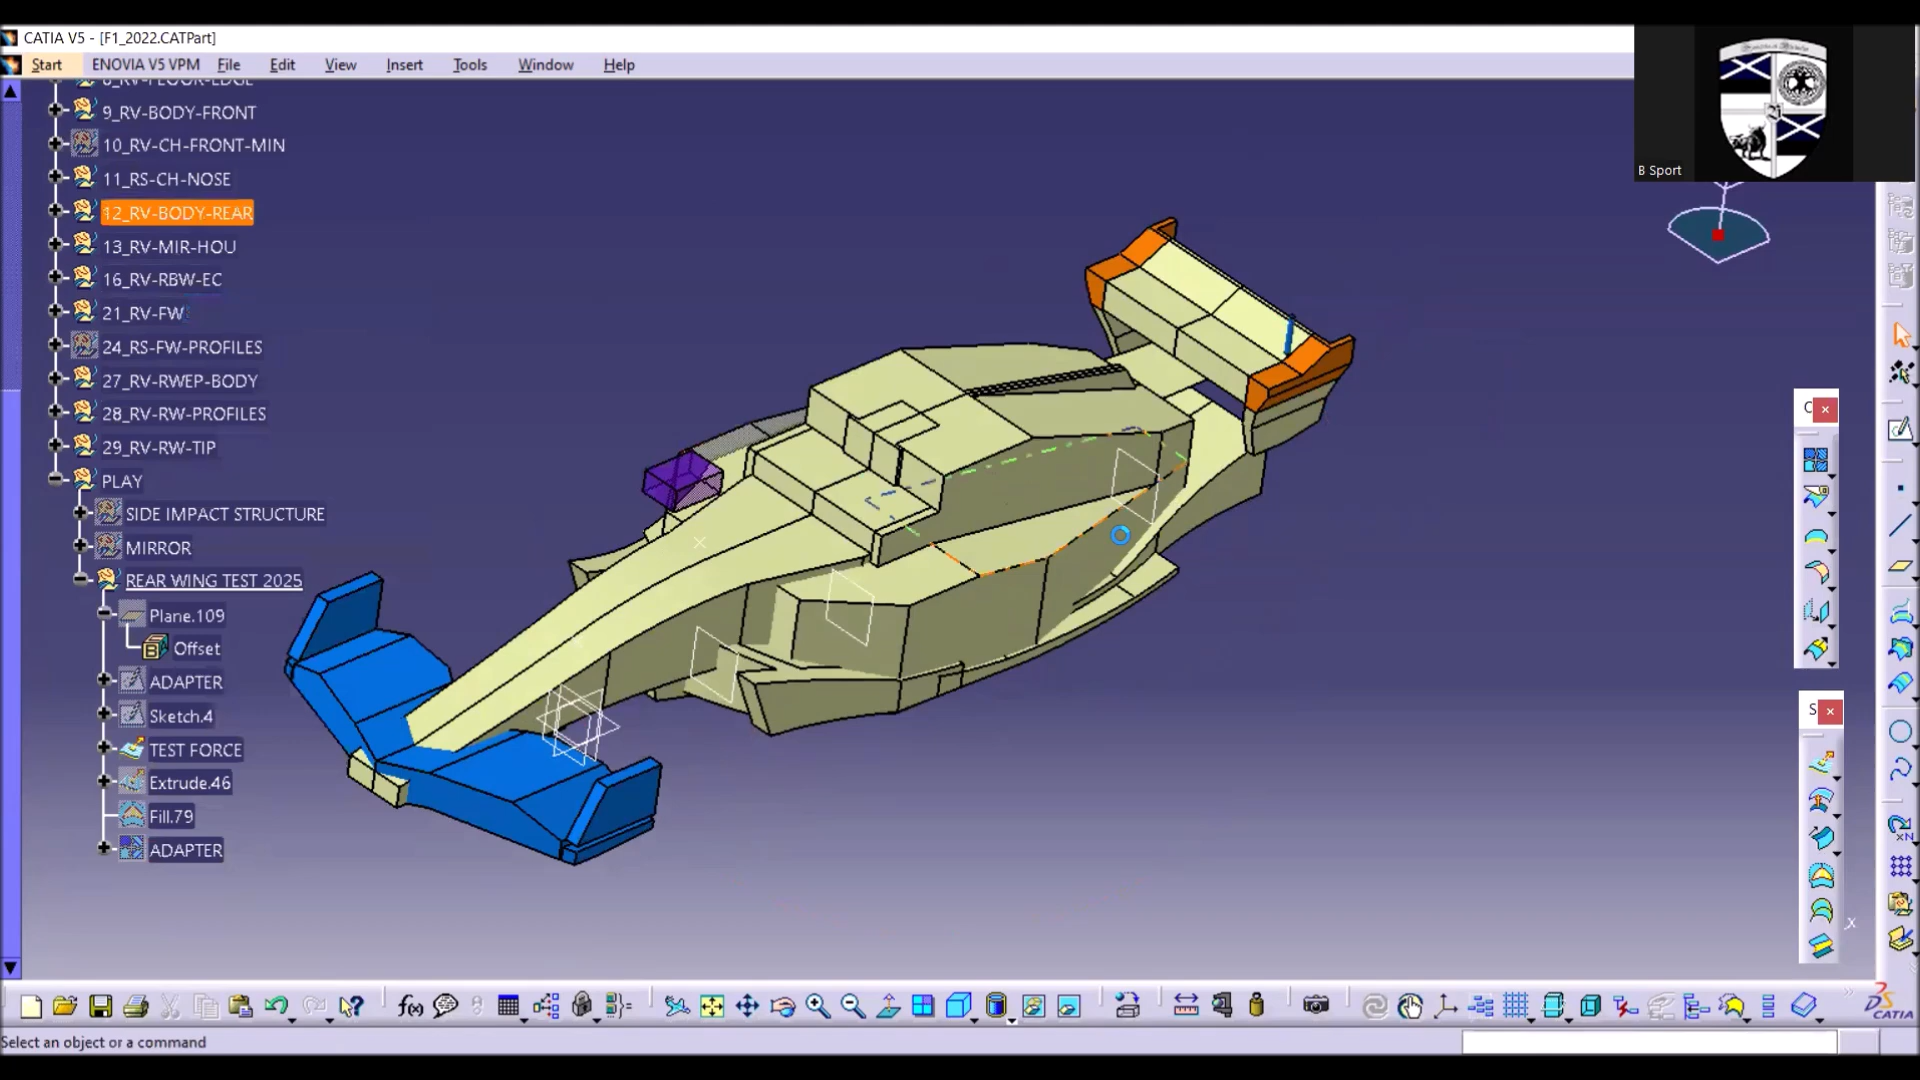 CATIA V5 - [F1_2022.CATPart]
Start ENOVIA V5 VPM File Edit View Insert Tools Window Help
8_RV-FLOOR-EDGE
9_RV-BODY-FRONT
10_RV-CH-FRONT-MIN
11_RS-CH-NOSE
12_RV-BODY-REAR
13_RV-MIR-HOU
16_RV-RBW-EC
21_RV-FW
24_RS-FW-PROFILES
27_RV-RWEP-BODY
28_RV-RW-PROFILES
29_RV-RW-TIP
PLAY
SIDE IMPACT STRUCTURE
MIRROR
REAR WING TEST 2025
Plane.109
Offset
ADAPTER
Sketch.4
TEST FORCE
Extrude.46
Fill.79
ADAPTER
B Sport
C
S
x
f(x)
CATIA
Select an object or a command